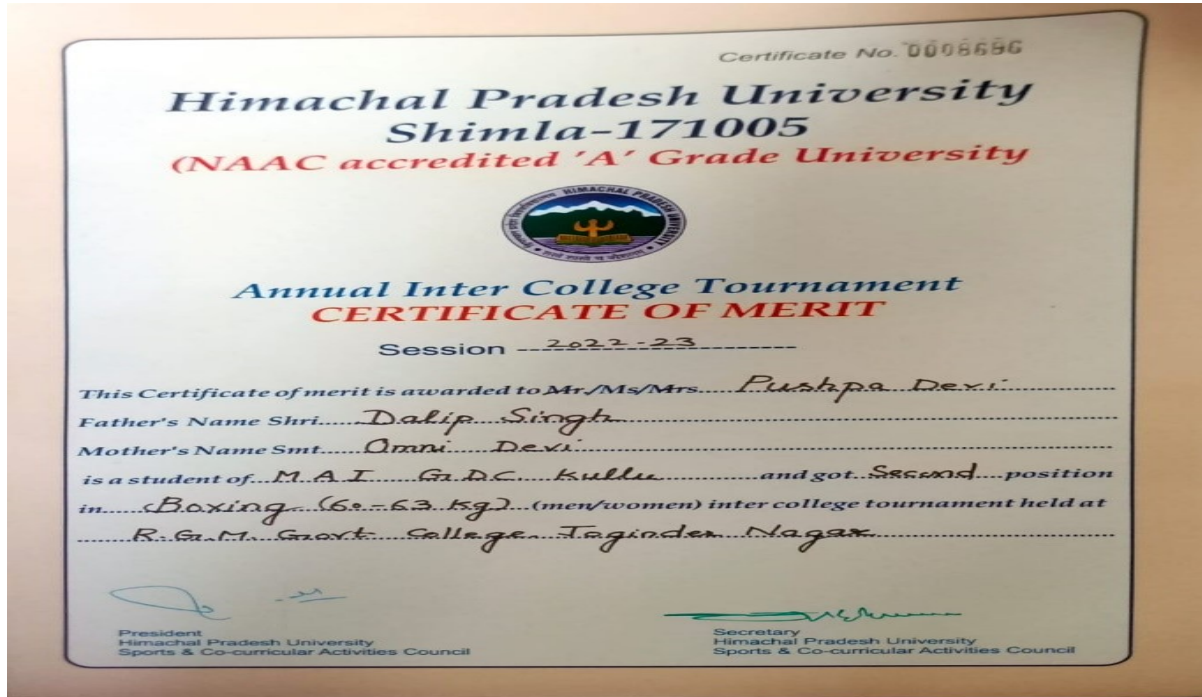 Certificate No. 0008686
Himachal Pradesh University
Shimla-171005
(NAAC accredited 'A' Grade University
HIMACHAL PRADESH UNIVERSITY
Annual Inter College Tournament
CERTIFICATE OF MERIT
Session 2022-23
This Certificate of merit is awarded to Mr./Ms/Mrs. Pushpa Devi
Father's Name Shri Dalip Singh
Mother's Name Smt Omni Devi
is a student of M.A.I G.D.C. Kullu and got Second position
in Boxing (60-63 kg) (men/women) inter college tournament held at
R.G.M. Govt College Joginder Nagar
President
Himachal Pradesh University
Sports & Co-curricular Activities Council
Secretary
Himachal Pradesh University
Sports & Co-curricular Activities Council